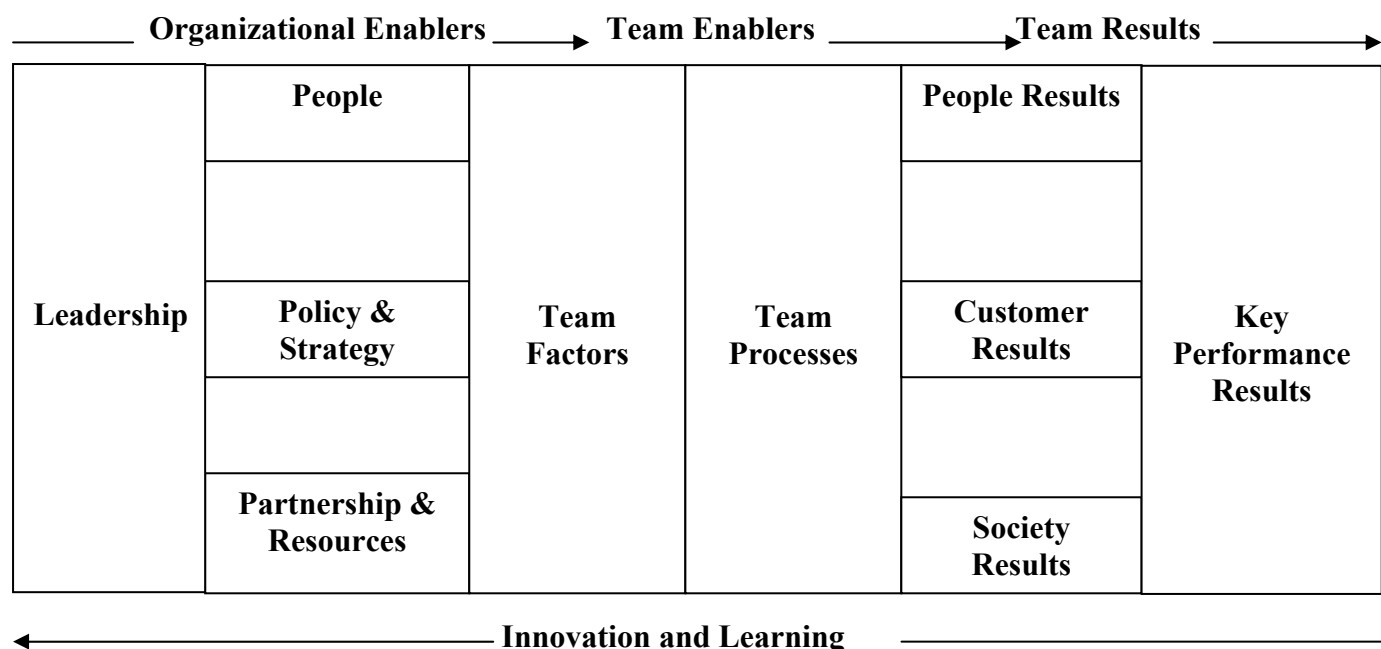 Organizational Enablers Team Enablers Team Results
People
People Results
Leadership
Policy &
Strategy
Team
Factors
Team
Processes
Customer
Results
Key
Performance
Results
Partnership &
Resources
Society
Results
Innovation and Learning